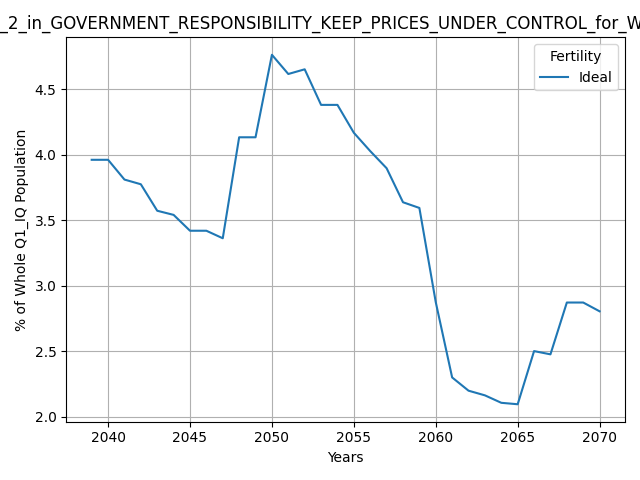 _2_in_GOVERNMENT_RESPONSIBILITY_KEEP_PRICES_UNDER_CONTROL_for_W
Fertility
Ideal
% of Whole Q1_IQ Population
4.5
4.0
3.5
3.0
2.5
2.0
2040 2045 2050 2055 2060 2065 2070
Years